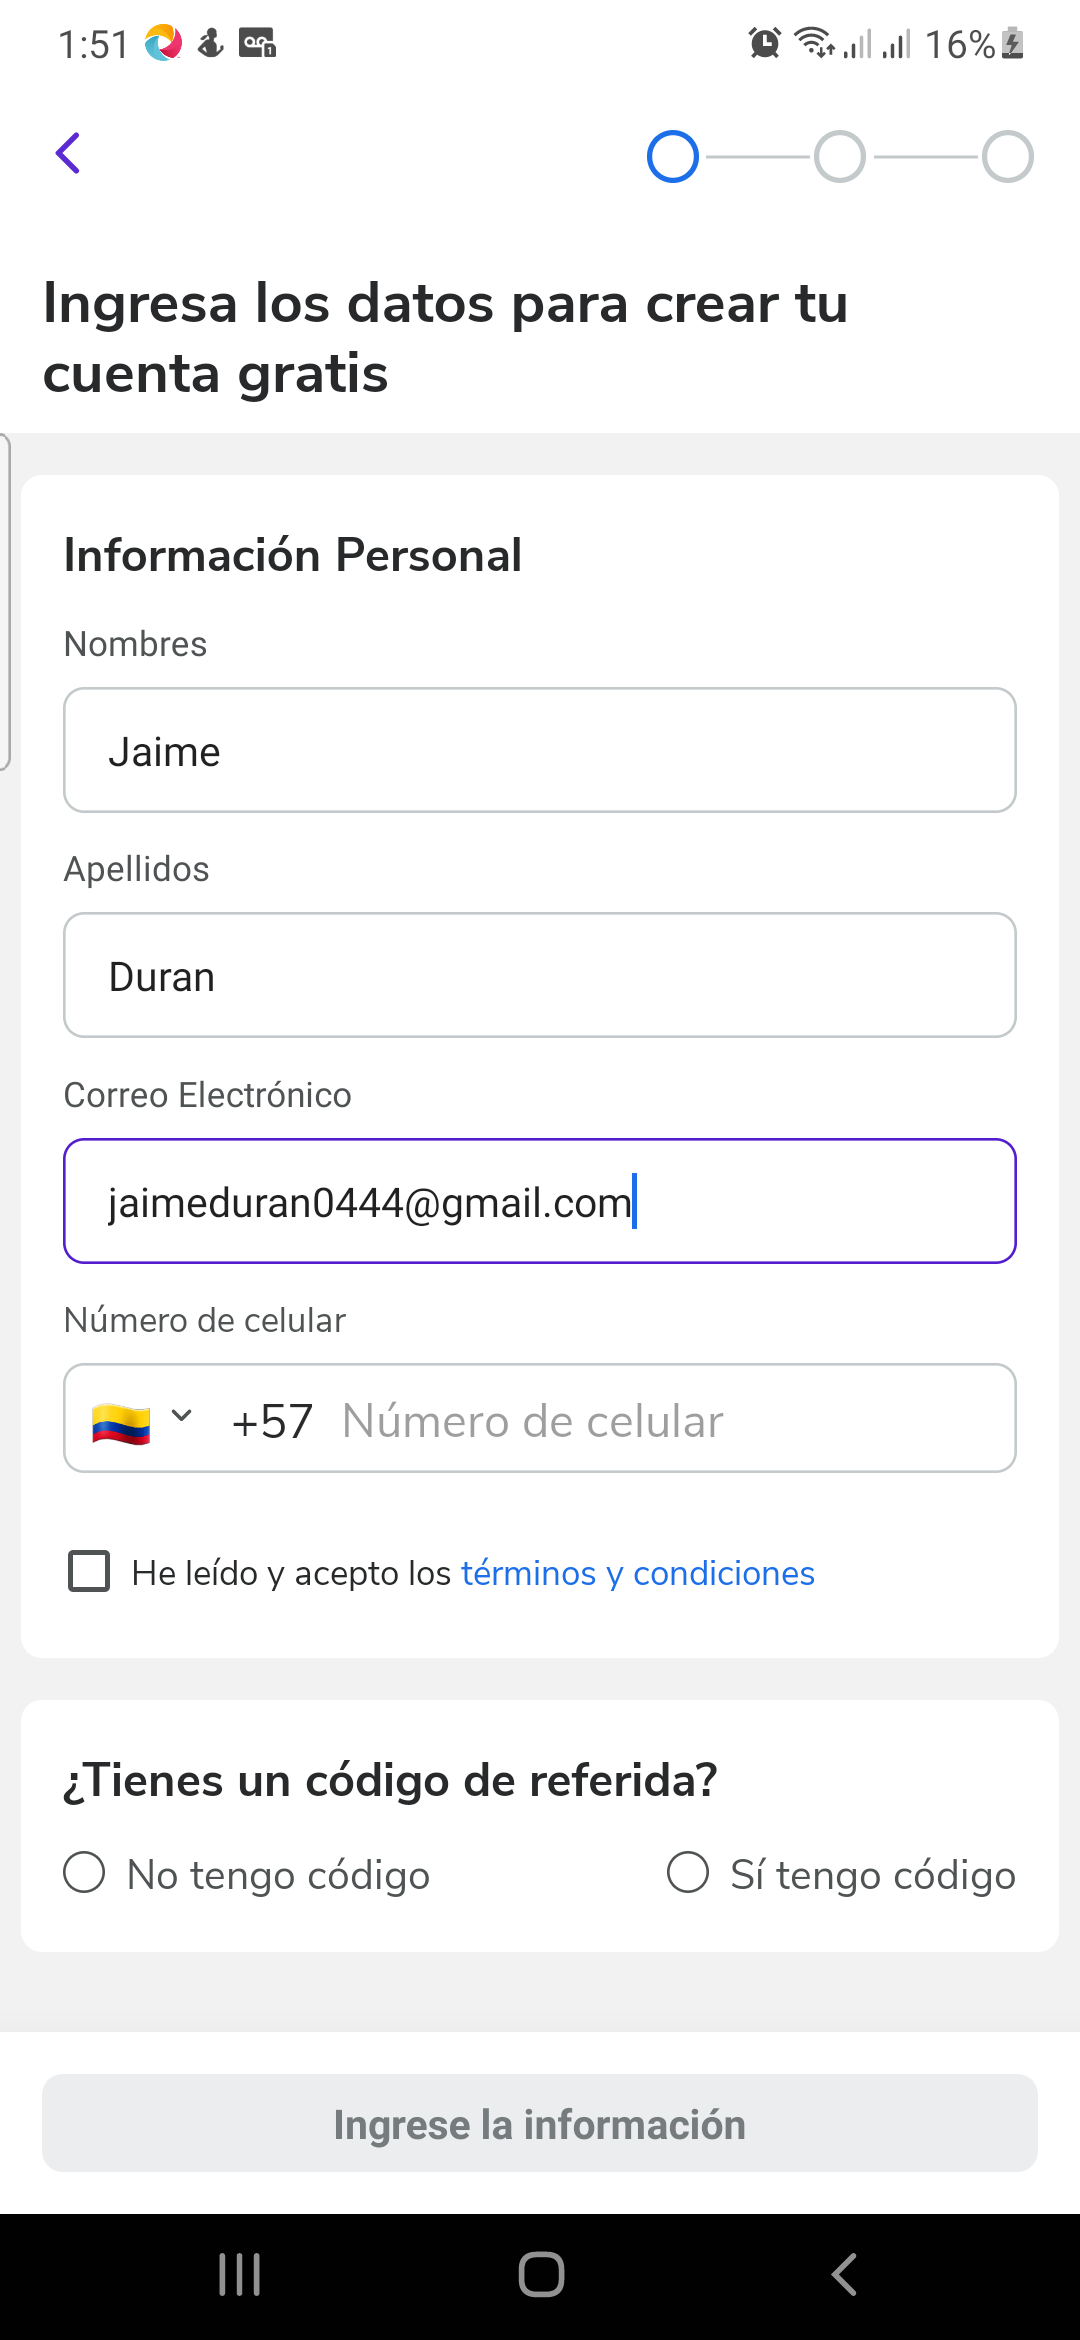 1:51
16%
Ingresa los datos para crear tu
cuenta gratis
Información Personal
Nombres
Jaime
Apellidos
Duran
Correo Electrónico
jaimeduran0444@gmail.com
Número de celular
+57 Número de celular
He leído y acepto los términos y condiciones
¿Tienes un código de referida?
No tengo código
Sí tengo código
Ingrese la información